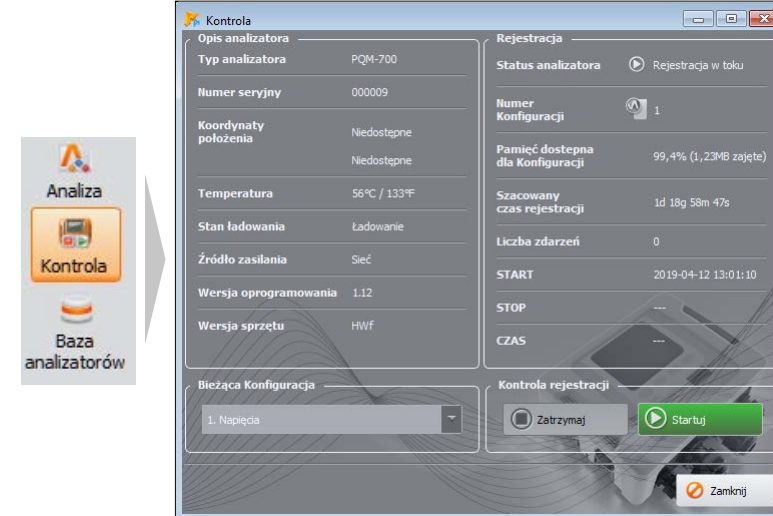 Analiza
Kontrola
Baza
analizatorów
Kontrola
Opis analizatora
Typ analizatora PQM-700
Numer seryjny 000009
Koordynaty
położenia
Niedostępne
Niedostępne
Temperatura 56°C / 133°F
Stan ładowania Ładowanie
Źródło zasilania Sieć
Wersja oprogramowania 1.12
Wersja sprzętu HWf
Bieżąca Konfiguracja
1. Napięcia
Rejestracja
Status analizatora Rejestracja w toku
Numer
Konfiguracji
1
Pamięć dostępna
dla Konfiguracji
99,4% (1,23MB zajęte)
Szacowany
czas rejestracji
1d 18g 58m 47s
Liczba zdarzeń 0
START 2019-04-12 13:01:10
STOP ---
CZAS ---
Kontrola rejestracji
Zatrzymaj Startuj
Zamknij